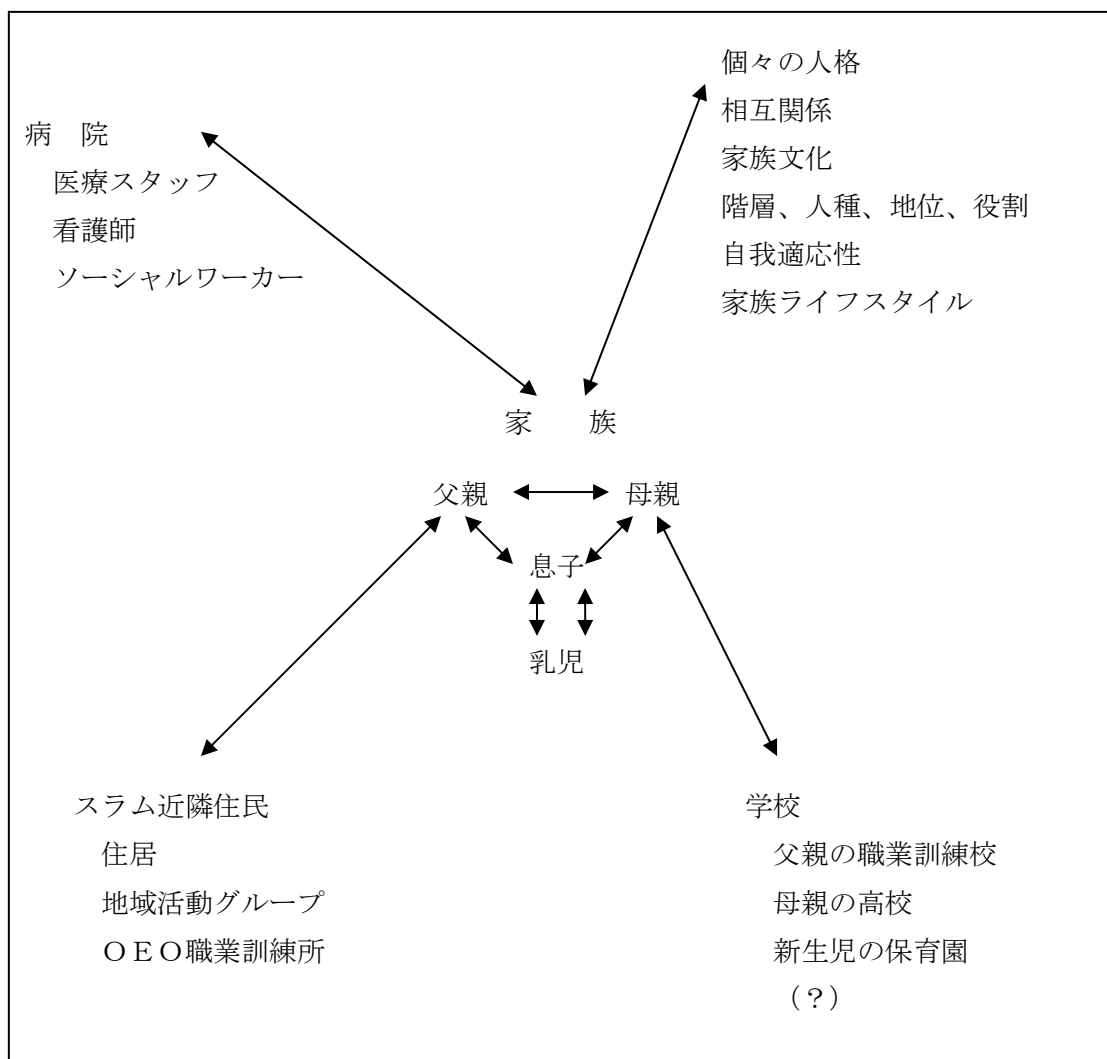 個々の人格
相互関係
家族文化
階層、人種、地位、役割
自我適応性
家族ライフスタイル
病　院
医療スタッフ
看護師
ソーシャルワーカー
家　　族
父親
母親
息子
乳児
スラム近隣住民
住居
地域活動グループ
ＯＥＯ職業訓練所
学校
父親の職業訓練校
母親の高校
新生児の保育園
（？）